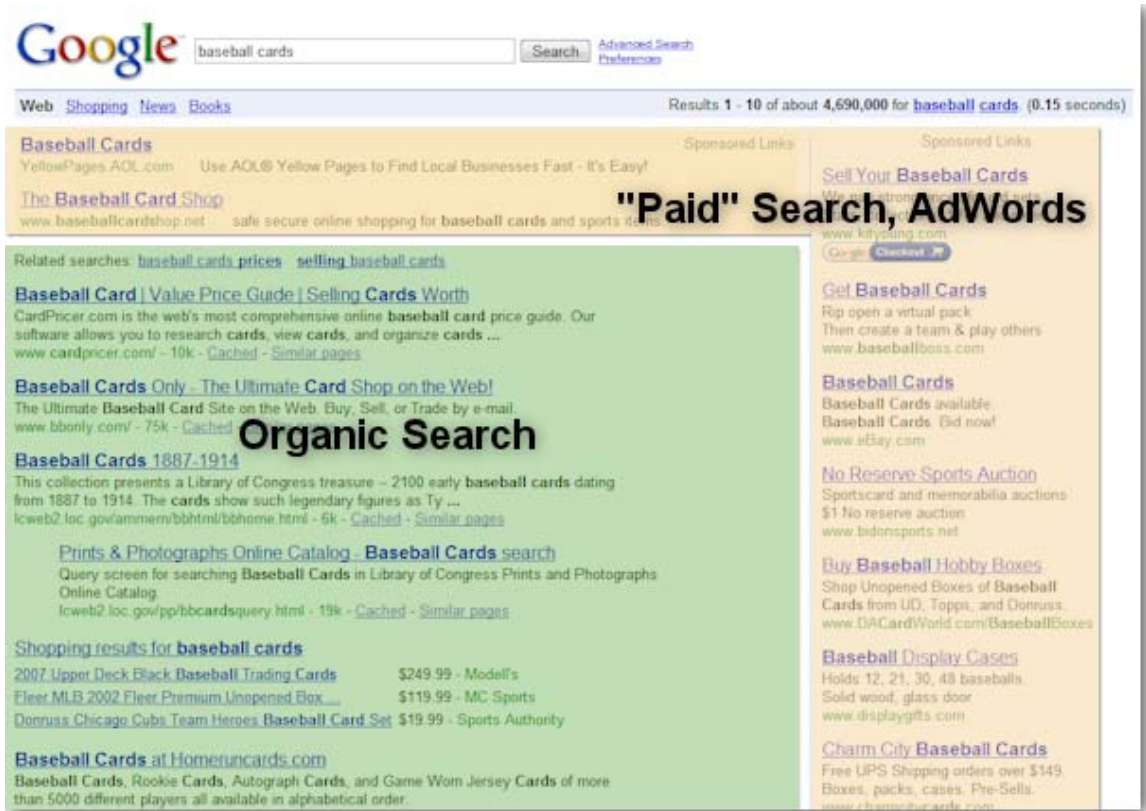 Google
baseball cards
Search
Advanced Search
Preferences
Web Shopping News Books
Results 1 - 10 of about 4,690,000 for baseball cards. (0.15 seconds)
Baseball Cards
Sponsored Links
YellowPages.AOL.com Use AOL® Yellow Pages to Find Local Businesses Fast - It's Easy!
The Baseball Card Shop
www.baseballcardshop.net safe secure online shopping for baseball cards and sports items.
"Paid" Search, AdWords
Related searches: baseball cards prices selling baseball cards
Baseball Card | Value Price Guide | Selling Cards Worth
CardPricer.com is the web's most comprehensive online baseball card price guide. Our
software allows you to research cards, view cards, and organize cards ...
www.cardpricer.com/ - 10k - Cached - Similar pages
Baseball Cards Only - The Ultimate Card Shop on the Web!
The Ultimate Baseball Card Site on the Web. Buy, Sell, or Trade by e-mail.
www.bbonly.com/ - 75k - Cached
Organic Search
Baseball Cards 1887-1914
This collection presents a Library of Congress treasure -- 2100 early baseball cards dating
from 1887 to 1914. The cards show such legendary figures as Ty ...
lcweb2.loc.gov/ammem/bbhtml/bbhome.html - 6k - Cached - Similar pages
Prints & Photographs Online Catalog - Baseball Cards search
Query screen for searching Baseball Cards in Library of Congress Prints and Photographs
Online Catalog.
lcweb2.loc.gov/pp/bbcardsquery.html - 19k - Cached - Similar pages
Shopping results for baseball cards
2007 Upper Deck Black Baseball Trading Cards $249.99 - Modell's
Fleer MLB 2002 Fleer Premium Unopened Box ... $119.99 - MC Sports
Donruss Chicago Cubs Team Heroes Baseball Card Set $19.99 - Sports Authority
Baseball Cards at Homeruncards.com
Baseball Cards, Rookie Cards, Autograph Cards, and Game Worn Jersey Cards of more
than 5000 different players all available in alphabetical order.
Sponsored Links
Sell Your Baseball Cards
www.kityoung.com
Google Checkout
Get Baseball Cards
Rip open a virtual pack
Then create a team & play others
www.baseballboss.com
Baseball Cards
Baseball Cards available.
Baseball Cards. Bid now!
www.eBay.com
No Reserve Sports Auction
Sportscard and memorabilia auctions
$1 No reserve auction
www.bidonsports.net
Buy Baseball Hobby Boxes
Shop Unopened Boxes of Baseball
Cards from UD, Topps, and Donruss.
www.DACardWorld.com/BaseballBoxes
Baseball Display Cases
Holds 12, 21, 30, 48 baseballs.
Solid wood, glass door
www.displaygifts.com
Charm City Baseball Cards
Free UPS Shipping orders over $149.
Boxes, packs, cases. Pre-Sells.
www.charmcitycards.com